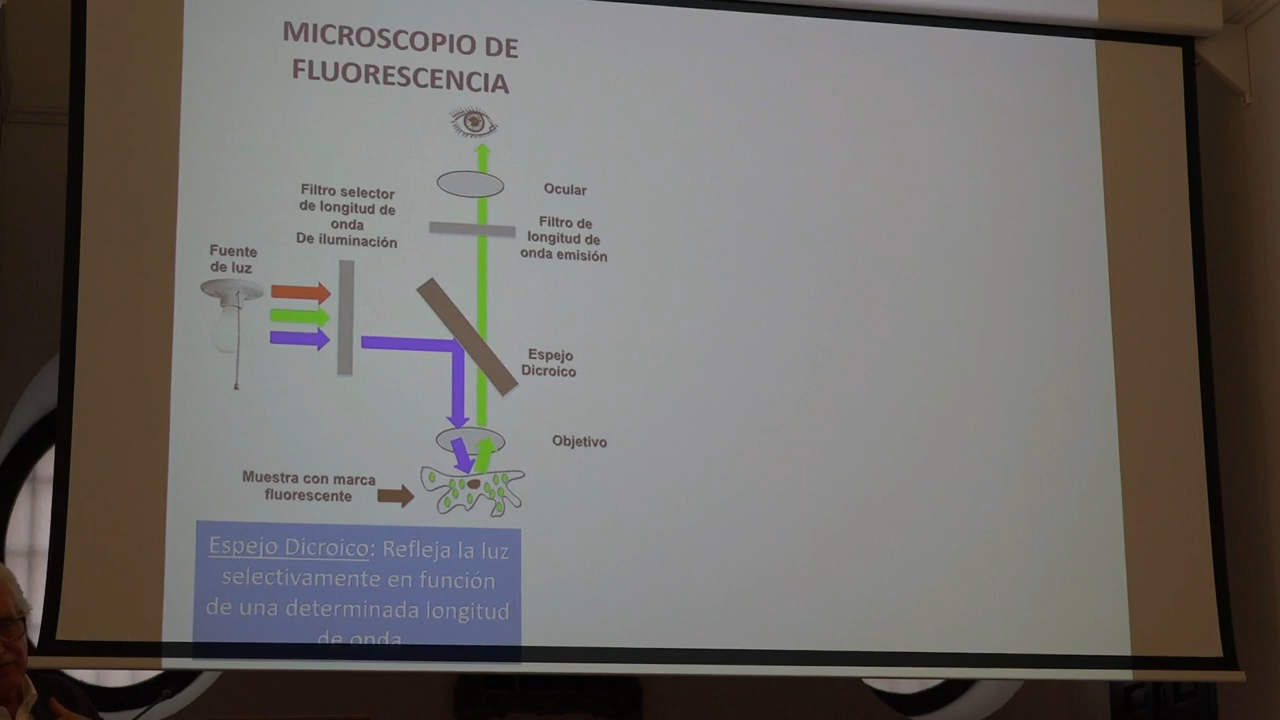 MICROSCOPIO DE
FLUORESCENCIA
Ocular
Filtro selector
de longitud de
onda
De iluminación
Filtro de
longitud de
onda emisión
Fuente
de luz
Espejo
Dicroico
Objetivo
Muestra con marca
fluorescente
Espejo Dicroico: Refleja la luz
selectivamente en función
de una determinada longitud
de onda